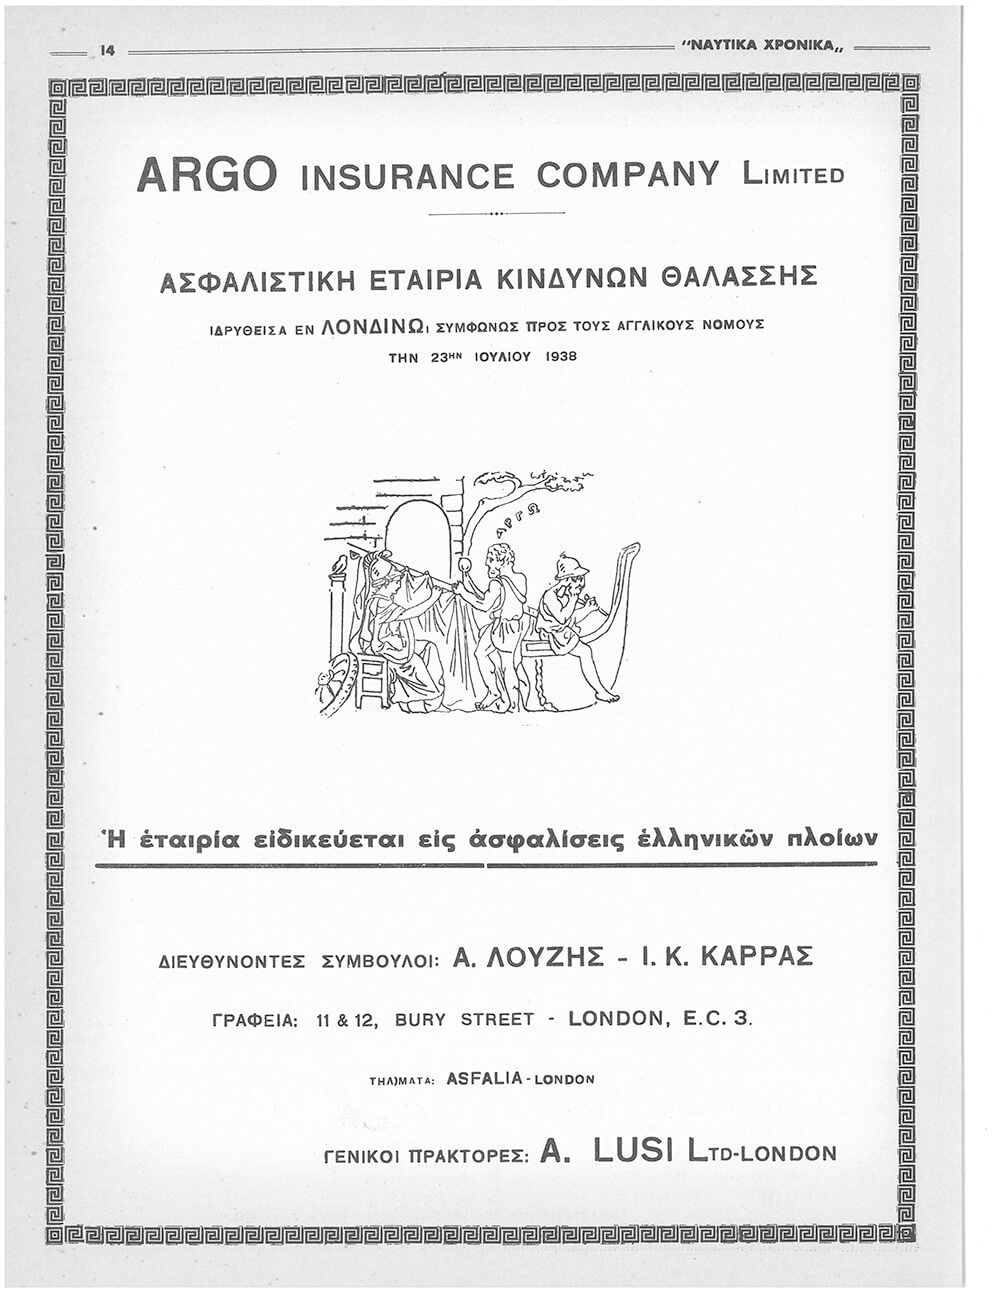 14
"ΝΑΥΤΙΚΑ ΧΡΟΝΙΚΑ„
ARGO INSURANCE COMPANY LIMITED
ΑΣΦΑΛΙΣΤΙΚΗ ΕΤΑΙΡΙΑ ΚΙΝΔΥΝΩΝ ΘΑΛΑΣΣΗΣ
ΙΔΡΥΘΕΙΣΑ ΕΝ ΛΟΝΔΙΝΩι ΣΥΜΦΩΝΩΣ ΠΡΟΣ ΤΟΥΣ ΑΓΓΛΙΚΟΥΣ ΝΟΜΟΥΣ
ΤΗΝ 23ΗΝ ΙΟΥΛΙΟΥ 1938
ΑΡΓΩ
Ἡ ἑταιρία εἰδικεύεται εἰς ἀσφαλίσεις ἑλληνικῶν πλοίων
ΔΙΕΥΘΥΝΟΝΤΕΣ ΣΥΜΒΟΥΛΟΙ: Α. ΛΟΥΖΗΣ - Ι. Κ. ΚΑΡΡΑΣ
ΓΡΑΦΕΙΑ: 11 & 12, BURY STREET - LONDON, E.C. 3.
ΤΗΛ)ΜΑΤΑ: ASFALIA - LONDON
ΓΕΝΙΚΟΙ ΠΡΑΚΤΟΡΕΣ: A. LUSI LTD-LONDON